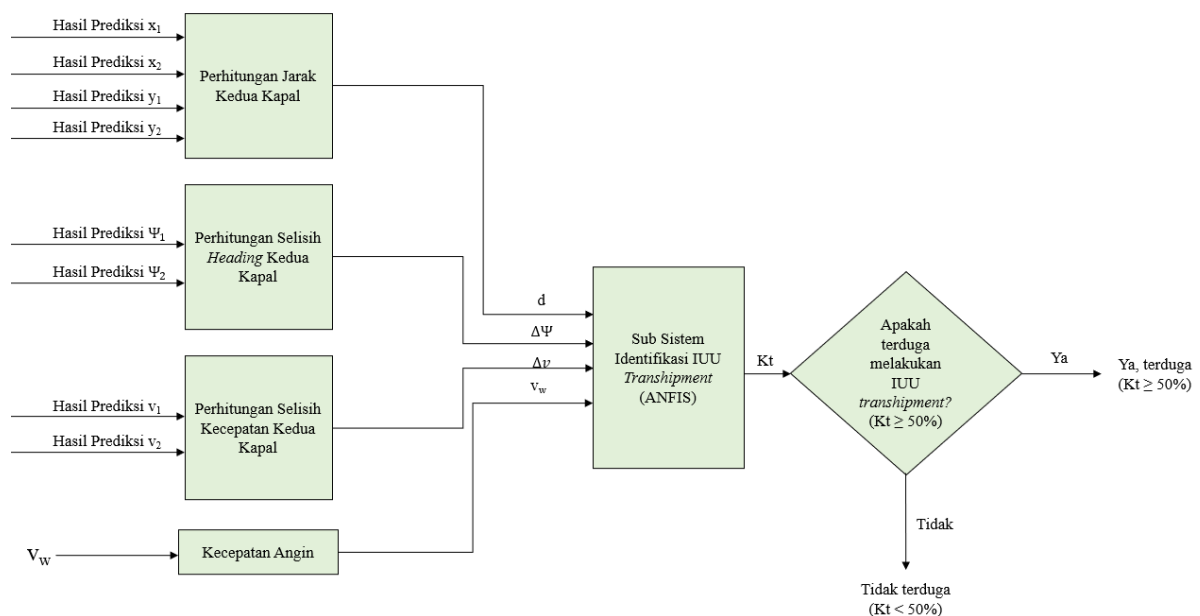 Hasil Prediksi x₁
Hasil Prediksi x₂
Hasil Prediksi y₁
Hasil Prediksi y₂
Perhitungan Jarak
Kedua Kapal
Hasil Prediksi Ψ₁
Hasil Prediksi Ψ₂
Perhitungan Selisih
Heading Kedua
Kapal
Hasil Prediksi v₁
Hasil Prediksi v₂
Perhitungan Selisih
Kecepatan Kedua
Kapal
v_w
Kecepatan Angin
d
ΔΨ
Δv
v_w
Sub Sistem
Identifikasi IUU
Transhipment
(ANFIS)
Kt
Apakah
terduga
melakukan
IUU
transhipment?
(Kt ≥ 50%)
Ya
Ya, terduga
(Kt ≥ 50%)
Tidak
Tidak terduga
(Kt < 50%)